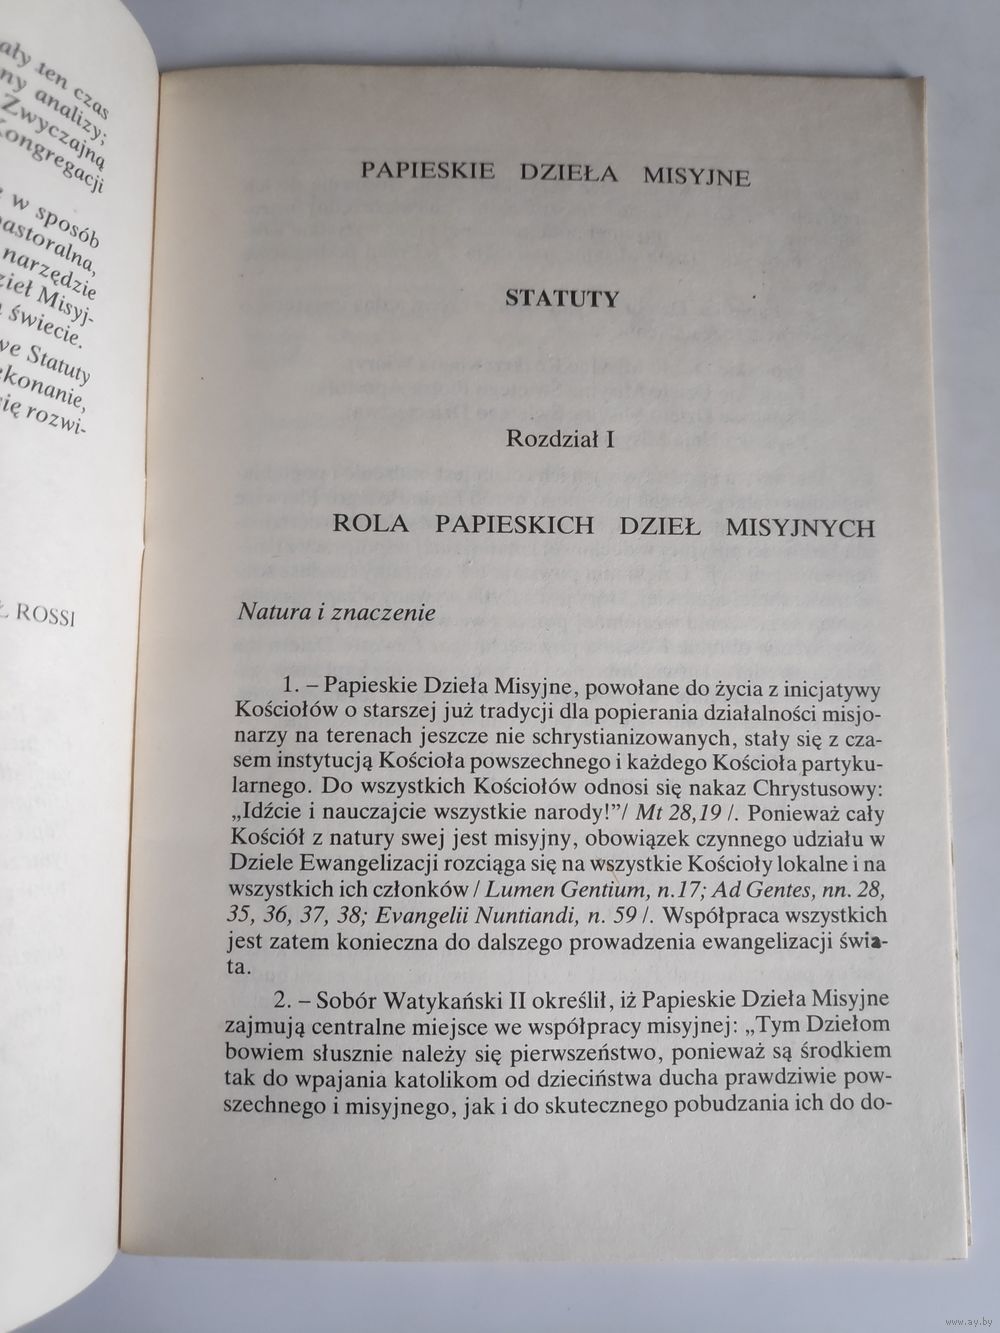 ały ten czas
ny analizy;
Zwyczajną
Kongregacji
w sposób
pastoralna,
narzędzie
zieł Misyj-
świecie.
we Statuty
ekonanie,
się rozwi-
Ł ROSSI
PAPIESKIE DZIEŁA MISYJNE
STATUTY
Rozdział I
ROLA PAPIESKICH DZIEŁ MISYJNYCH
Natura i znaczenie
1. – Papieskie Dzieła Misyjne, powołane do życia z inicjatywy
Kościołów o starszej już tradycji dla popierania działalności misjo-
narzy na terenach jeszcze nie schrystianizowanych, stały się z cza-
sem instytucją Kościoła powszechnego i każdego Kościoła partyku-
larnego. Do wszystkich Kościołów odnosi się nakaz Chrystusowy:
„Idźcie i nauczajcie wszystkie narody!”/ Mt 28,19 /. Ponieważ cały
Kościół z natury swej jest misyjny, obowiązek czynnego udziału w
Dziele Ewangelizacji rozciąga się na wszystkie Kościoły lokalne i na
wszystkich ich członków / Lumen Gentium, n.17; Ad Gentes, nn. 28,
35, 36, 37, 38; Evangelii Nuntiandi, n. 59 /. Współpraca wszystkich
jest zatem konieczna do dalszego prowadzenia ewangelizacji świa-
ta.
2. – Sobór Watykański II określił, iż Papieskie Dzieła Misyjne
zajmują centralne miejsce we współpracy misyjnej: „Tym Dziełom
bowiem słusznie należy się pierwszeństwo, ponieważ są środkiem
tak do wpajania katolikom od dzieciństwa ducha prawdziwie pow-
szechnego i misyjnego, jak i do skutecznego pobudzania ich do do-
www.ay.by